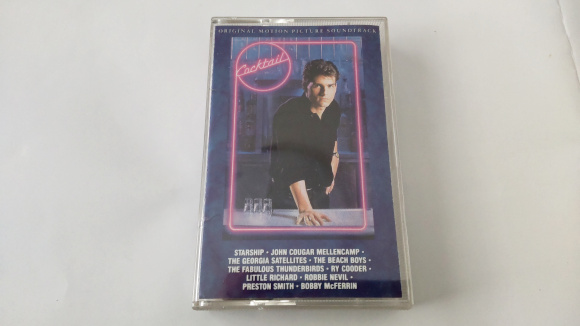 ORIGINAL MOTION PICTURE SOUNDTRACK
Cocktail
STARSHIP · JOHN COUGAR MELLENCAMP ·
THE GEORGIA SATELLITES · THE BEACH BOYS ·
THE FABULOUS THUNDERBIRDS · RY COODER ·
LITTLE RICHARD · ROBBIE NEVIL ·
PRESTON SMITH · BOBBY McFERRIN